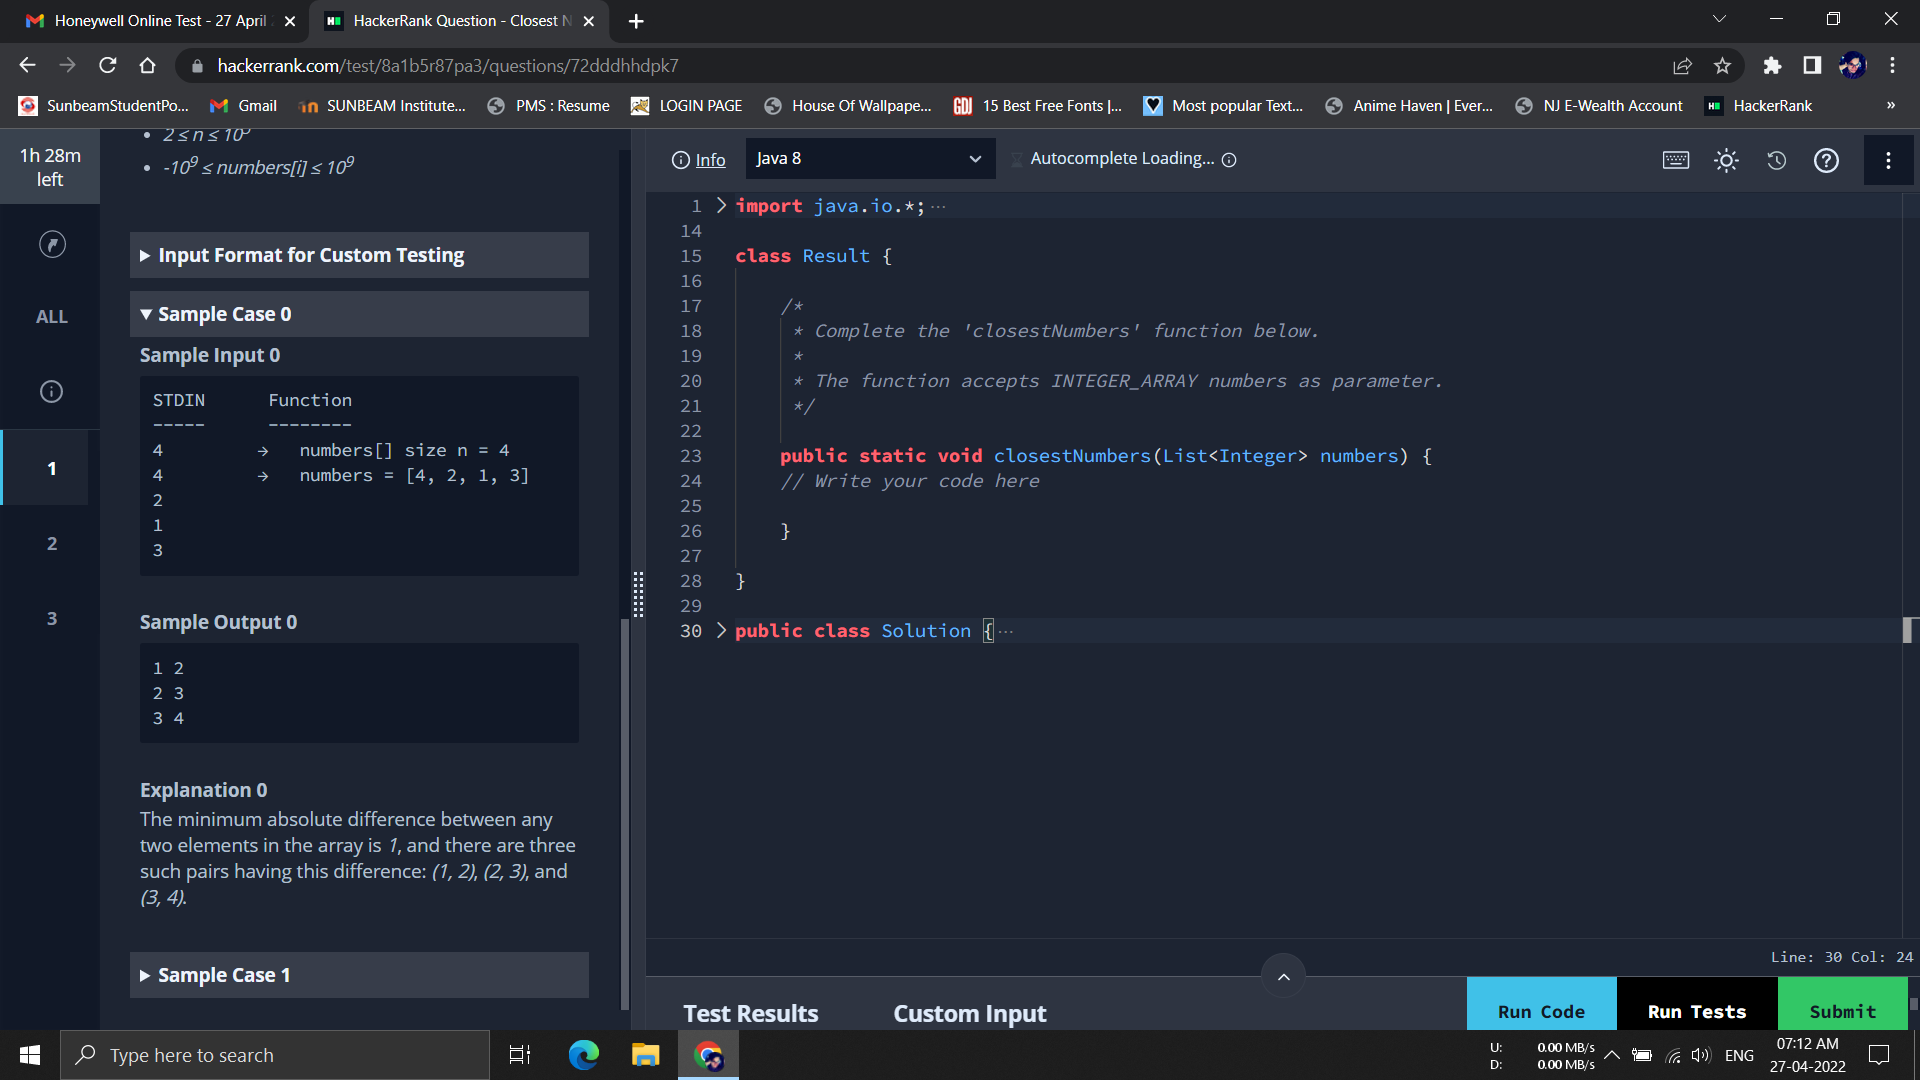 Honeywell Online Test - 27 April
HackerRank Question - Closest N
hackerrank.com/test/8a1b5r87pa3/questions/72dddhhdpk7
SunbeamStudentPo...
Gmail
SUNBEAM Institute...
PMS : Resume
LOGIN PAGE
House Of Wallpape...
GD!
15 Best Free Fonts |...
Most popular Text...
Anime Haven | Ever...
NJ E-Wealth Account
HackerRank
»
1h 28m
left
ALL
1
2
3
• 2 ≤ n ≤ 10
• -10^9 ≤ numbers[i] ≤ 10^9
Input Format for Custom Testing
Sample Case 0
Sample Input 0
STDIN Function
----- --------
4 → numbers[] size n = 4
4 → numbers = [4, 2, 1, 3]
2
1
3
Sample Output 0
1 2
2 3
3 4
Explanation 0
The minimum absolute difference between any
two elements in the array is 1, and there are three
such pairs having this difference: (1, 2), (2, 3), and
(3, 4).
Sample Case 1
Info
Java 8
Autocomplete Loading...
1 import java.io.*;···
14
15 class Result {
16
17 /*
18 * Complete the 'closestNumbers' function below.
19 *
20 * The function accepts INTEGER_ARRAY numbers as parameter.
21 */
22
23 public static void closestNumbers(List<Integer> numbers) {
24 // Write your code here
25
26 }
27
28 }
29
30 public class Solution {···
Line: 30 Col: 24
Test Results
Custom Input
Run Code
Run Tests
Submit
Type here to search
U: 0.00 MB/s
D: 0.00 MB/s
ENG
07:12 AM
27-04-2022